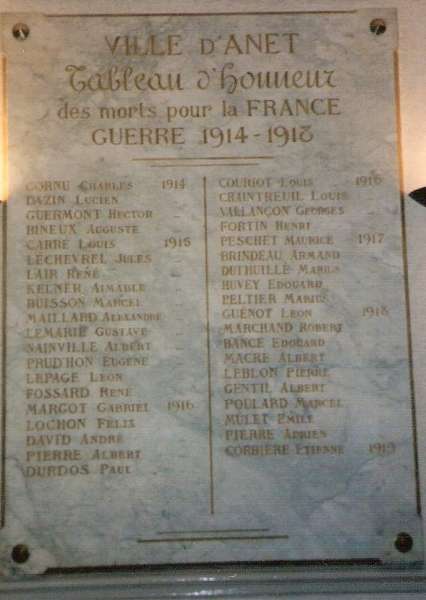 VILLE D'ANET
Tableau d'honneur
des morts pour la FRANCE
GUERRE 1914-1918
CORNU CHARLES 1914
DAZIN LUCIEN
GUERMONT HECTOR
BINEUX AUGUSTE
CARRÉ LOUIS 1915
LECHEVREL JULES
LAIR RENÉ
KELNER AIMABLE
BUISSON MARCEL
MAILLARD ALEXANDRE
LEMARIÉ GUSTAVE
NAINVILLE ALBERT
PRUD'HON EUGÈNE
LEPAGE LÉON
FOSSARD RENÉ
MARGOT GABRIEL 1916
LOCHON FÉLIX
DAVID ANDRÉ
PIERRE ALBERT
DURDOS PAUL
COURIOT LOUIS 1916
CRAINTREUIL LOUIS
VALLANÇON GEORGES
FORTIN HENRI
PESCHET MAURICE 1917
BRINDEAU ARMAND
DUTHUILLÉ MARIUS
HUVEY EDOUARD
PELTIER MARIUS
GUÉNOT LÉON 1918
MARCHAND ROBERT
BANCE EDOUARD
MACRÉ ALBERT
LEBLON PIERRE
GENTIL ALBERT
POULARD MARCEL
MULET EMILE
PIERRE ADRIEN
CORBIÈRE ETIENNE 1919